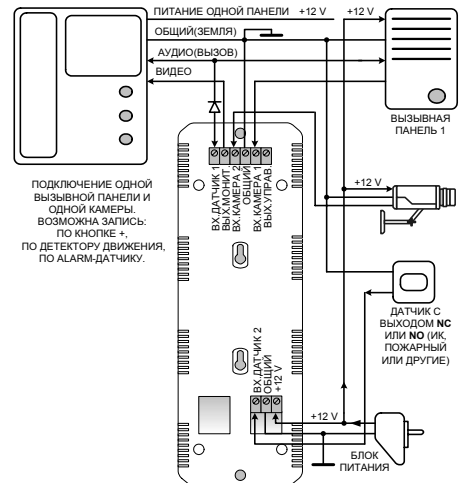 ПИТАНИЕ ОДНОЙ ПАНЕЛИ +12 V
+12 V
ОБЩИЙ(ЗЕМЛЯ)
АУДИО(ВЫЗОВ)
ВИДЕО
ВЫЗЫВНАЯ
ПАНЕЛЬ 1
ВХ.ДАТЧИК 1
ВЫХ.МОНИТ.
ВХ.КАМЕРА 2
ОБЩИЙ
ВХ.КАМЕРА 1
ВЫХ.УПРАВ.
+12 V
ПОДКЛЮЧЕНИЕ ОДНОЙ
ВЫЗЫВНОЙ ПАНЕЛИ И
ОДНОЙ КАМЕРЫ.
ВОЗМОЖНА ЗАПИСЬ:
ПО КНОПКЕ +,
ПО ДЕТЕКТОРУ ДВИЖЕНИЯ,
ПО ALARM-ДАТЧИКУ.
ДАТЧИК С
ВЫХОДОМ NC
ИЛИ NO (ИК,
ПОЖАРНЫЙ
ИЛИ ДРУГИЕ)
ВХ.ДАТЧИК 2
ОБЩИЙ
+12 V
+12 V
БЛОК
ПИТАНИЯ